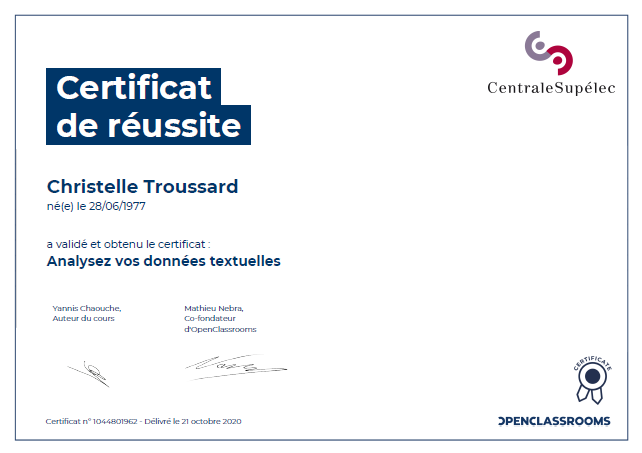 CentraleSupélec
Certificat
de réussite
Christelle Troussard
né(e) le 28/06/1977
a validé et obtenu le certificat :
Analysez vos données textuelles
Yannis Chaouche,
Auteur du cours
Mathieu Nebra,
Co-fondateur
d'OpenClassrooms
CERTIFICATE
Certificat n° 1044801962 - Délivré le 21 octobre 2020
OPENCLASSROOMS